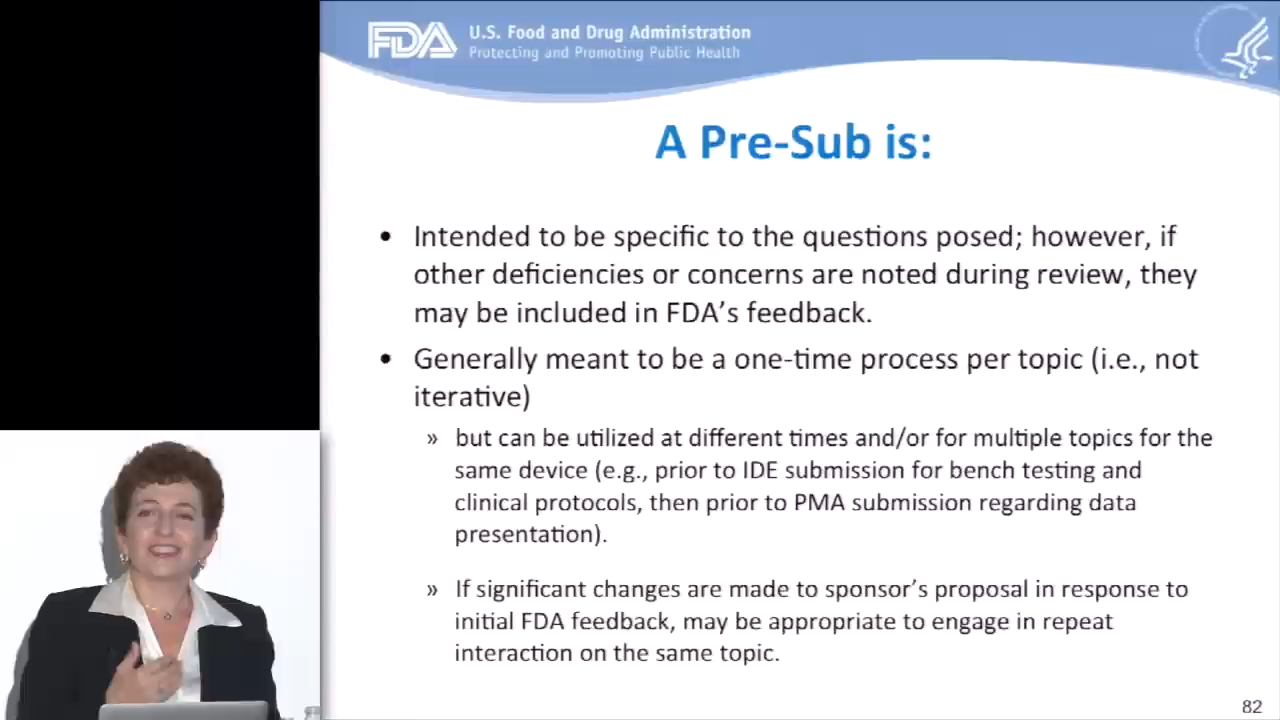 FDA U.S. Food and Drug Administration
Protecting and Promoting Public Health
A Pre-Sub is:
• Intended to be specific to the questions posed; however, if
other deficiencies or concerns are noted during review, they
may be included in FDA’s feedback.
• Generally meant to be a one-time process per topic (i.e., not
iterative)
» but can be utilized at different times and/or for multiple topics for the
same device (e.g., prior to IDE submission for bench testing and
clinical protocols, then prior to PMA submission regarding data
presentation).
» If significant changes are made to sponsor’s proposal in response to
initial FDA feedback, may be appropriate to engage in repeat
interaction on the same topic.
82